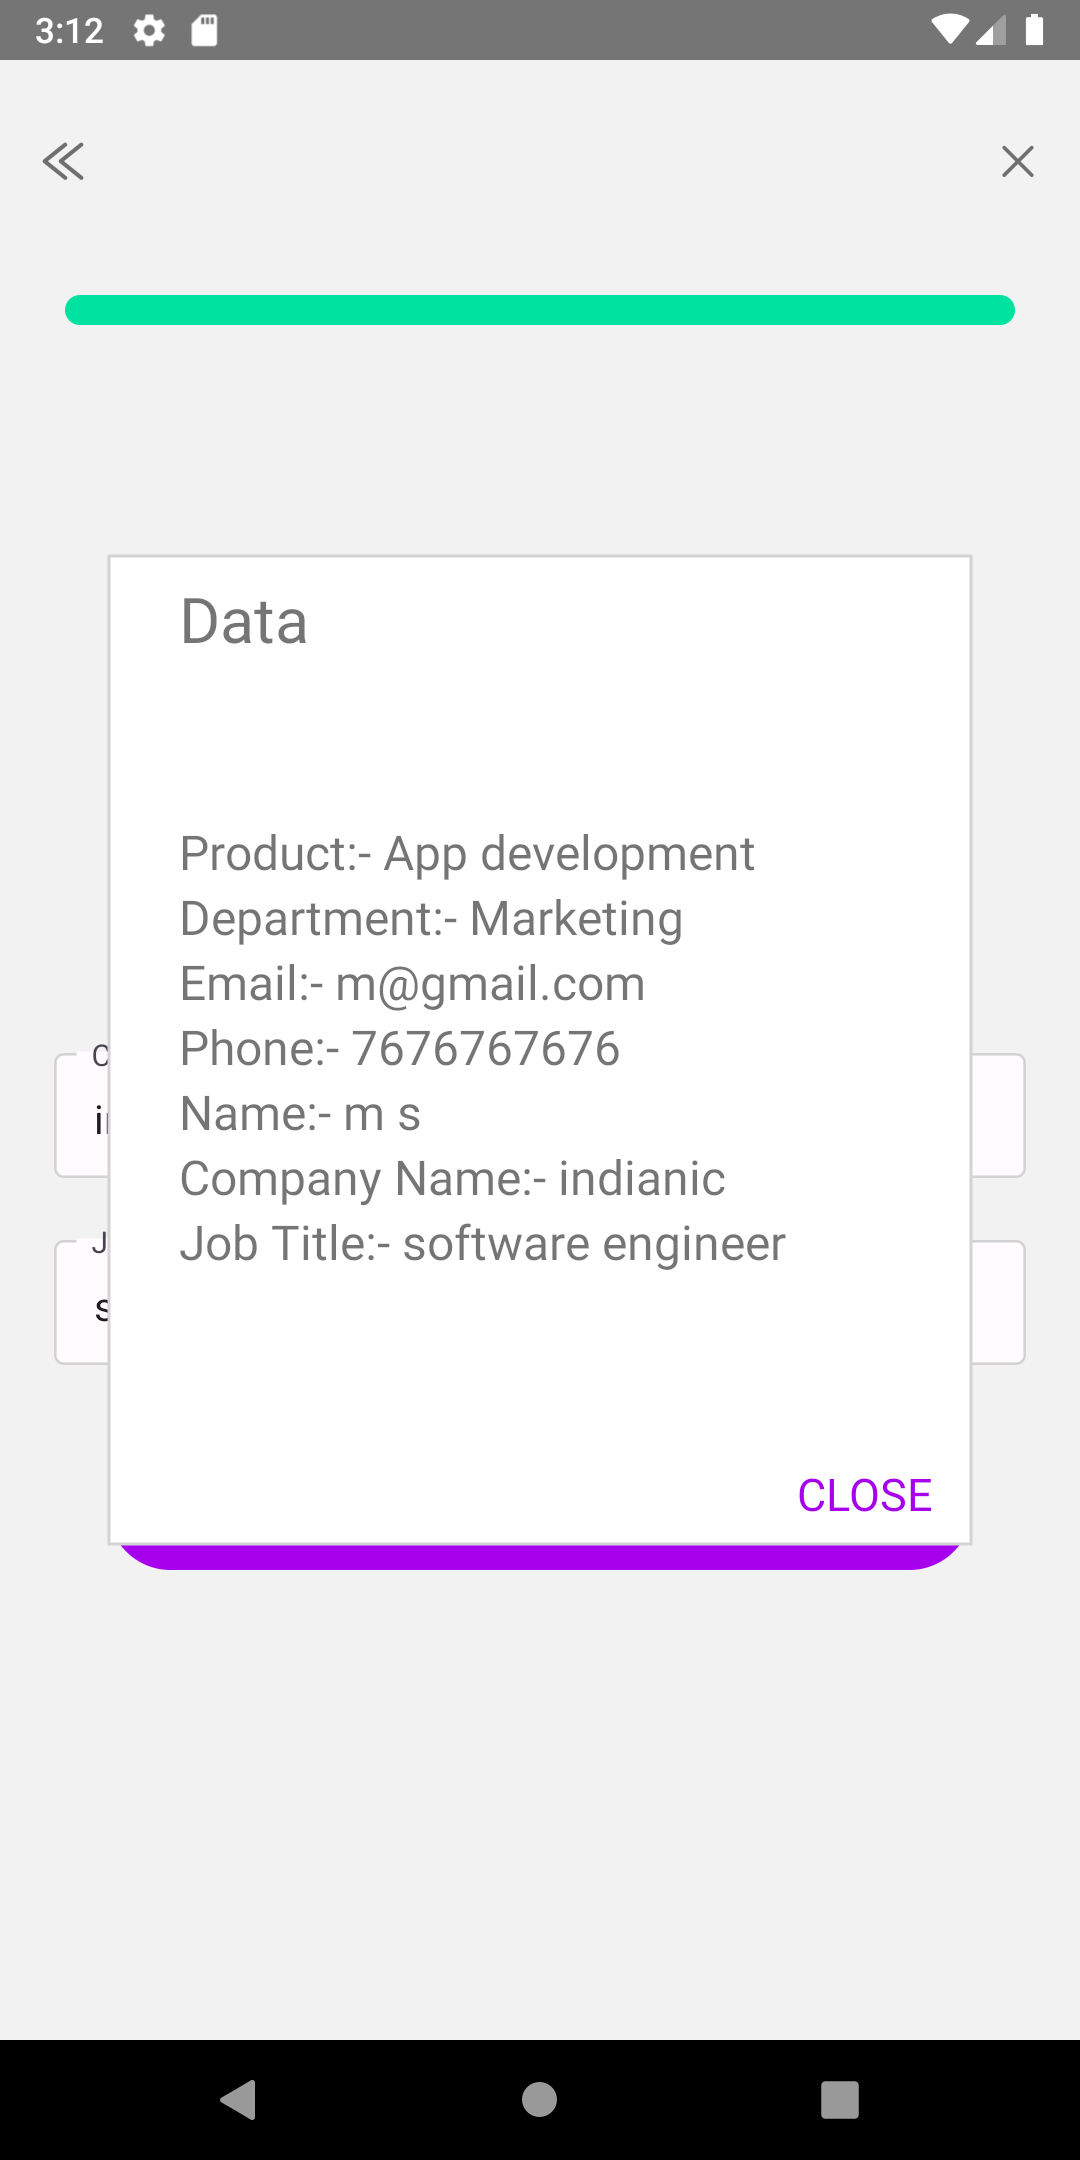 3:12
Data
Product:- App development
Department:- Marketing
Email:- m@gmail.com
Phone:- 7676767676
Name:- m s
Company Name:- indianic
Job Title:- software engineer
CLOSE